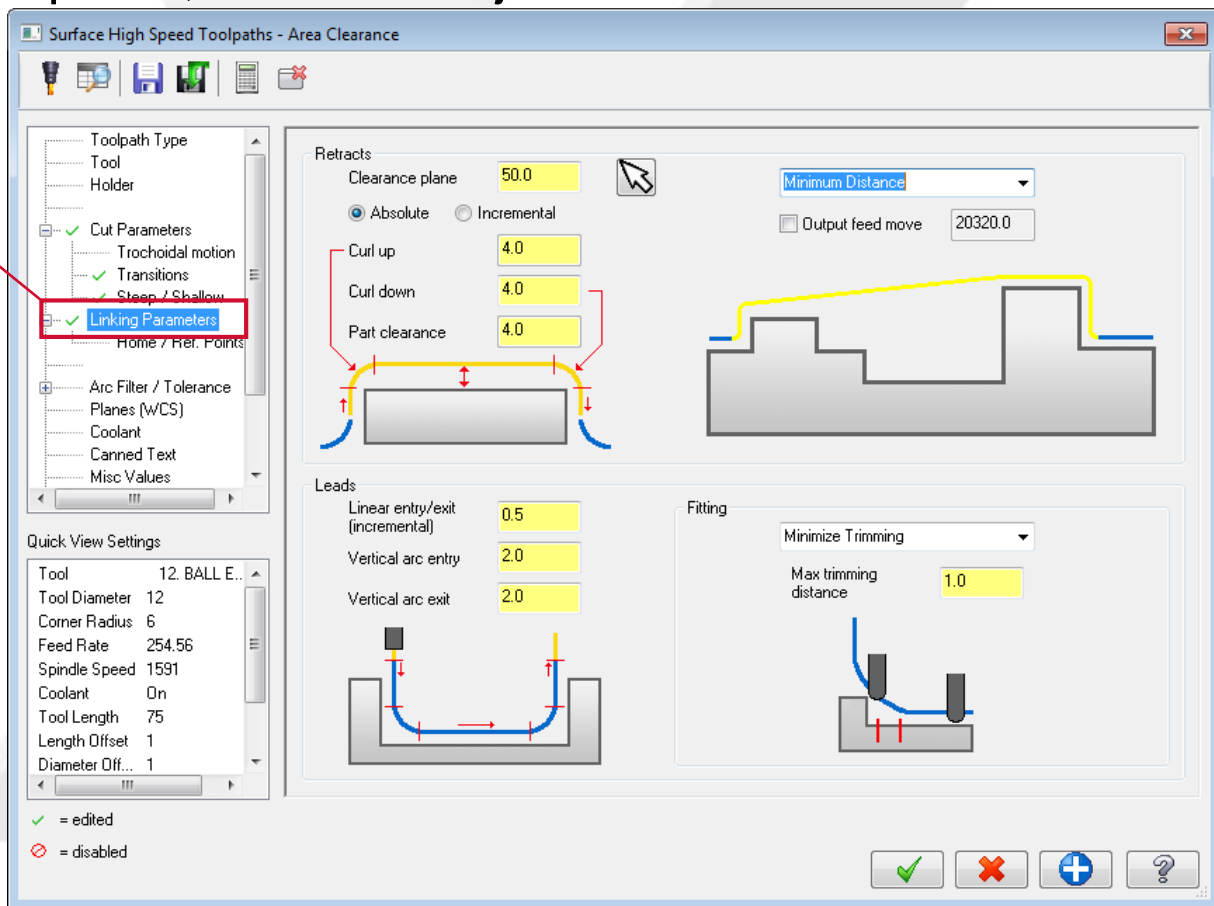 Surface High Speed Toolpaths - Area Clearance
Toolpath Type
Tool
Holder
Cut Parameters
Trochoidal motion
Transitions
Steep / Shallow
Linking Parameters
Home / Ref. Points
Arc Filter / Tolerance
Planes (WCS)
Coolant
Canned Text
Misc Values
Quick View Settings
Tool 12. BALL E..
Tool Diameter 12
Corner Radius 6
Feed Rate 254.56
Spindle Speed 1591
Coolant On
Tool Length 75
Length Offset 1
Diameter Off... 1
= edited
= disabled
Retracts
Clearance plane 50.0
Absolute Incremental
Curl up 4.0
Curl down 4.0
Part clearance 4.0
Minimum Distance
Output feed move 20320.0
Leads
Linear entry/exit 0.5
(incremental)
Vertical arc entry 2.0
Vertical arc exit 2.0
Fitting
Minimize Trimming
Max trimming 1.0
distance